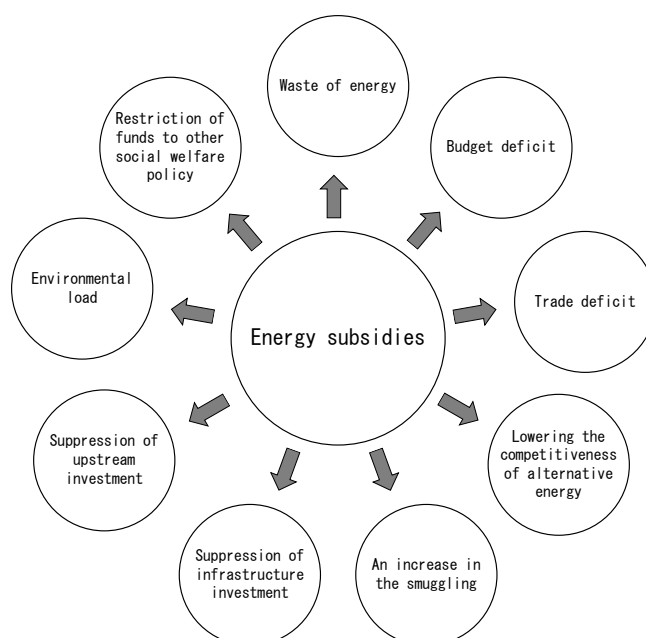 Waste of energy
Budget deficit
Trade deficit
Lowering the
competitiveness
of alternative
energy
An increase in
the smuggling
Suppression of
infrastructure
investment
Suppression of
upstream
investment
Environmental
load
Restriction of
funds to other
social welfare
policy
Energy subsidies